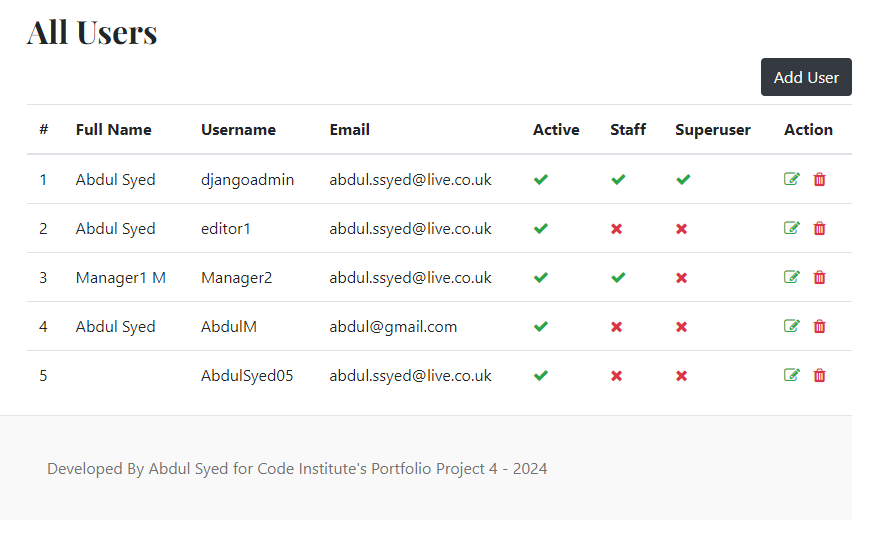 All Users
Add User
# Full Name Username Email Active Staff Superuser Action
1 Abdul Syed djangoadmin abdul.ssyed@live.co.uk
2 Abdul Syed editor1 abdul.ssyed@live.co.uk
3 Manager1 M Manager2 abdul.ssyed@live.co.uk
4 Abdul Syed AbdulM abdul@gmail.com
5 AbdulSyed05 abdul.ssyed@live.co.uk
Developed By Abdul Syed for Code Institute's Portfolio Project 4 - 2024